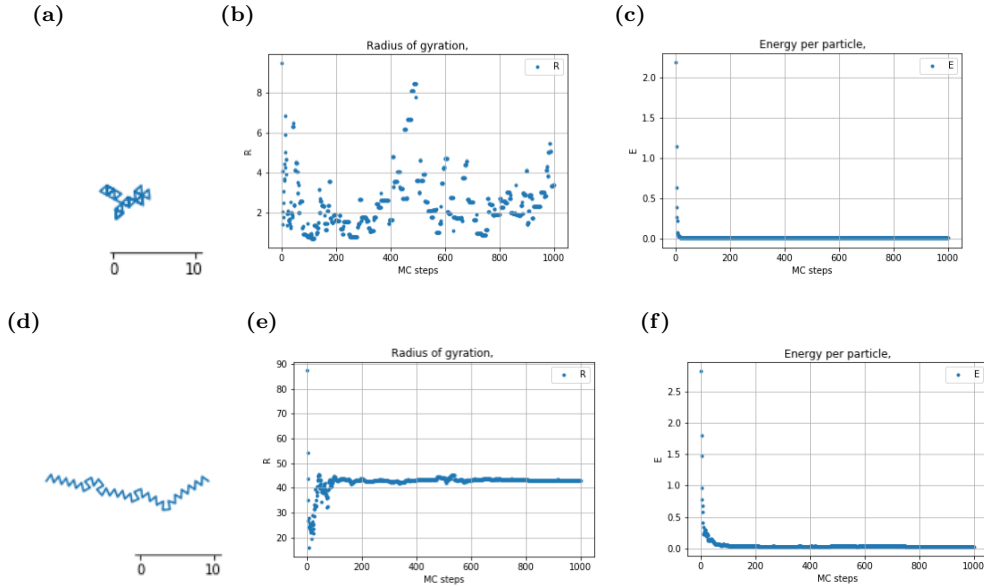 (a)
(b)
(c)
Radius of gyration,
R
8
6
4
2
R
0 200 400 600 800 1000
MC steps
Energy per particle,
E
2.0
1.5
1.0
0.5
0.0
E
0 200 400 600 800 1000
MC steps
0 10
(d)
(e)
(f)
Radius of gyration,
R
90
80
70
60
50
40
30
20
R
0 200 400 600 800 1000
MC steps
Energy per particle,
E
2.5
2.0
1.5
1.0
0.5
0.0
E
0 200 400 600 800 1000
MC steps
0 10